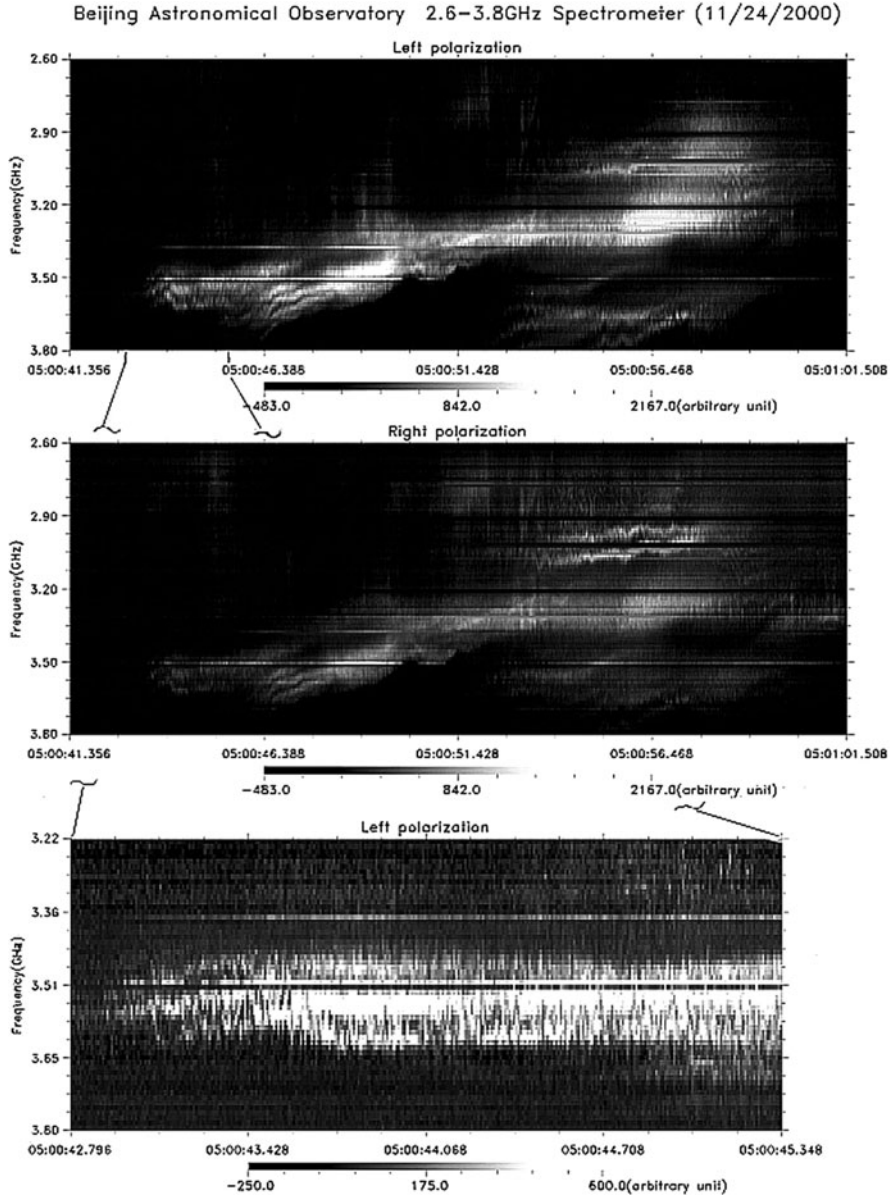 Beijing Astronomical Observatory 2.6-3.8GHz Spectrometer (11/24/2000)
Left polarization
Frequency(GHz)
2.60
2.90
3.20
3.50
3.80
05:00:41.356 05:00:46.385 05:00:51.428 05:00:56.468 05:01:01.508
-483.0 842.0 2167.0(arbitrary unit)
Right polarization
Frequency(GHz)
2.60
2.90
3.20
3.50
3.80
05:00:41.356 05:00:46.388 05:00:51.428 05:00:56.468 05:01:01.508
-483.0 842.0 2167.0(arbitrary unit)
Left polarization
Frequency(GHa)
3.22
3.36
3.51
3.65
3.80
05:00:42.796 05:00:43.428 05:00:44.068 05:00:44.708 05:00:45.348
-250.0 175.0 600.0(arbitrary unit)